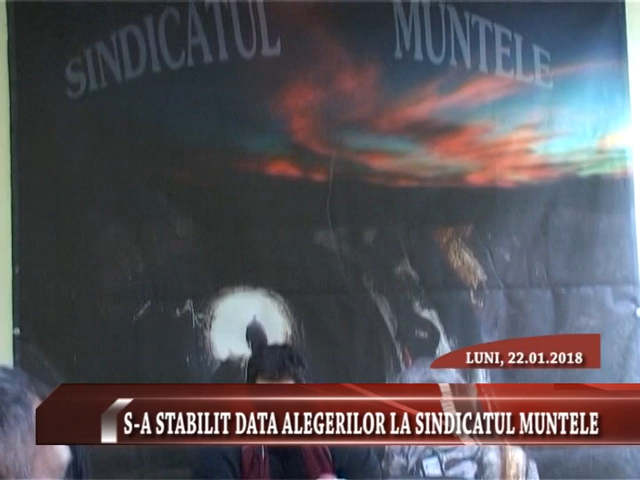 SINDICATUL MUNTELE
LUNI, 22.01.2018
S-A STABILIT DATA ALEGERILOR LA SINDICATUL MUNTELE